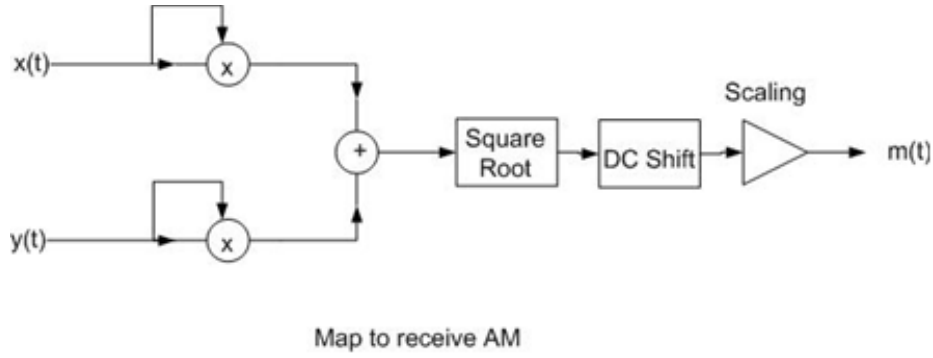 x(t)
x
Scaling
+
Square
Root
DC Shift
m(t)
y(t)
x
Map to receive AM